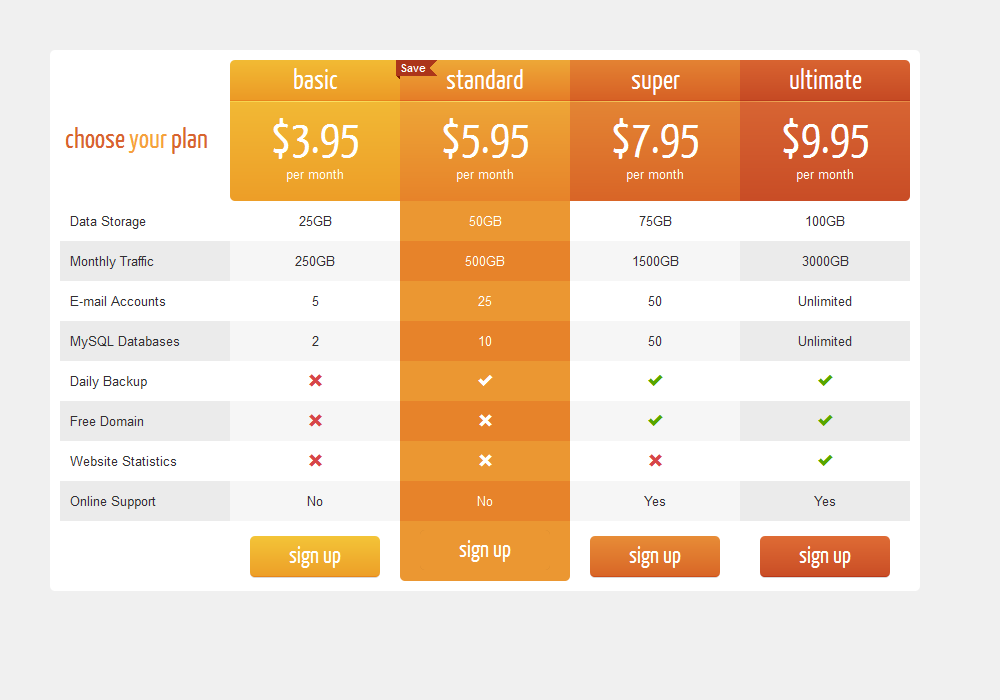 basic Save standard super ultimate
choose your plan $3.95 $5.95 $7.95 $9.95
per month per month per month per month
Data Storage 25GB 50GB 75GB 100GB
Monthly Traffic 250GB 500GB 1500GB 3000GB
E-mail Accounts 5 25 50 Unlimited
MySQL Databases 2 10 50 Unlimited
Daily Backup
Free Domain
Website Statistics
Online Support No No Yes Yes
sign up sign up sign up sign up